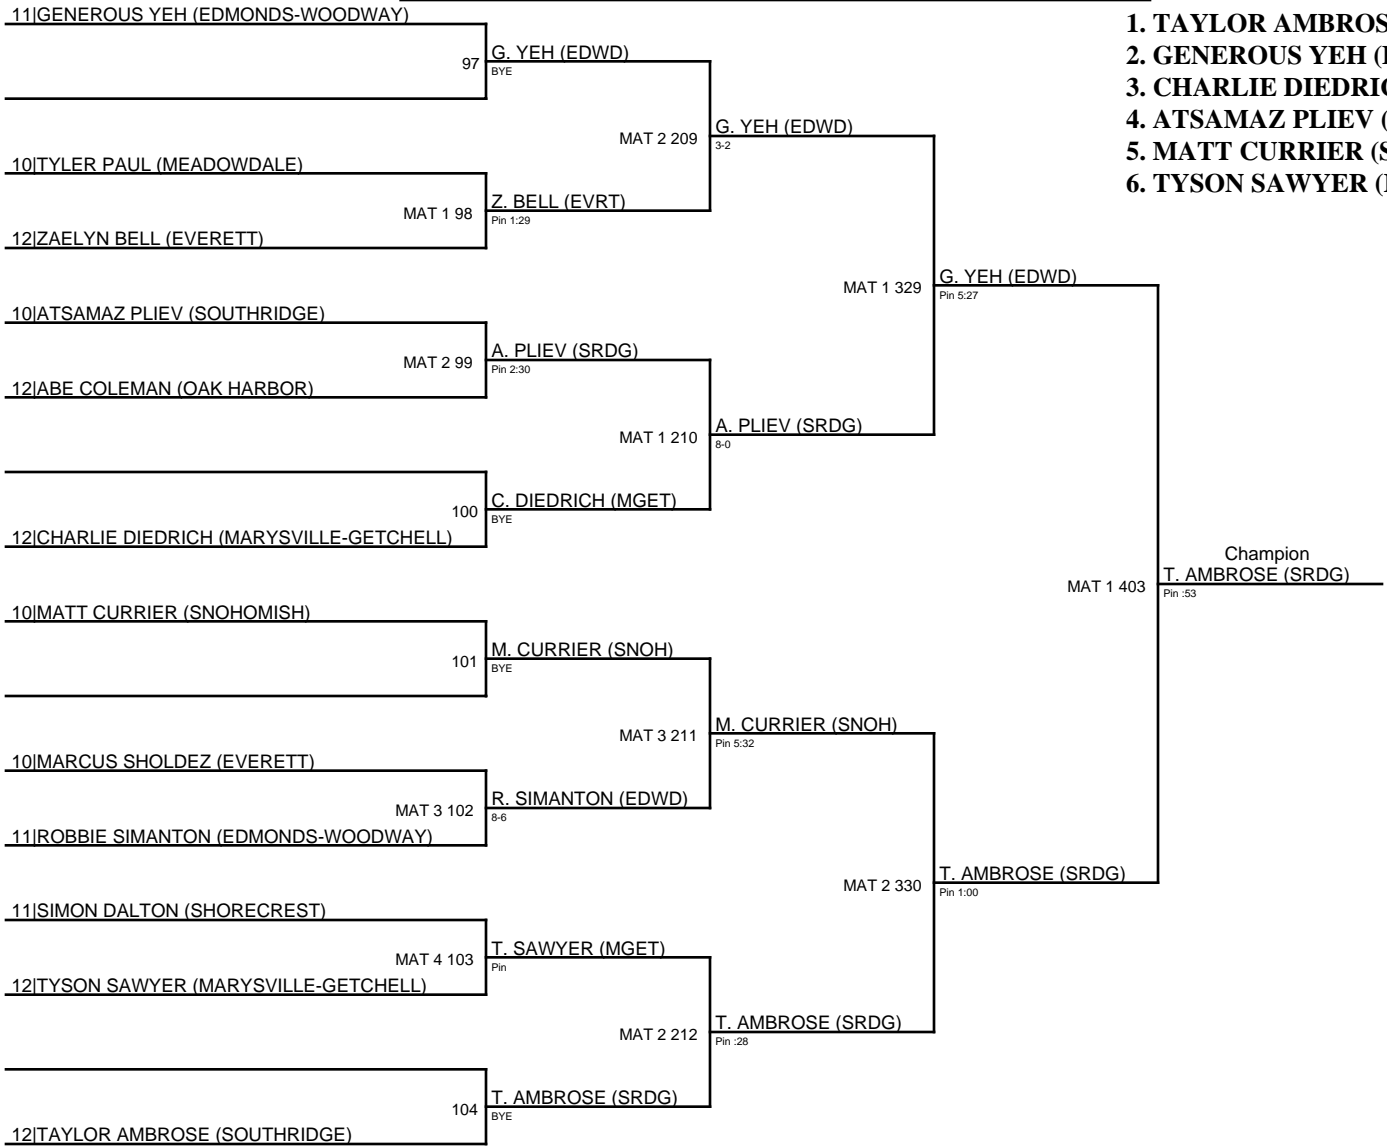 11|GENEROUS YEH (EDMONDS-WOODWAY)
97
G. YEH (EDWD)
BYE
MAT 2 209
G. YEH (EDWD)
3-2
10|TYLER PAUL (MEADOWDALE)
MAT 1 98
Z. BELL (EVRT)
Pin 1:29
12|ZAELYN BELL (EVERETT)
MAT 1 329
G. YEH (EDWD)
Pin 5:27
10|ATSAMAZ PLIEV (SOUTHRIDGE)
MAT 2 99
A. PLIEV (SRDG)
Pin 2:30
12|ABE COLEMAN (OAK HARBOR)
MAT 1 210
A. PLIEV (SRDG)
8-0
100
C. DIEDRICH (MGET)
BYE
12|CHARLIE DIEDRICH (MARYSVILLE-GETCHELL)
MAT 1 403
Champion
T. AMBROSE (SRDG)
Pin :53
10|MATT CURRIER (SNOHOMISH)
101
M. CURRIER (SNOH)
BYE
MAT 3 211
M. CURRIER (SNOH)
Pin 5:32
10|MARCUS SHOLDEZ (EVERETT)
MAT 3 102
R. SIMANTON (EDWD)
8-6
11|ROBBIE SIMANTON (EDMONDS-WOODWAY)
MAT 2 330
T. AMBROSE (SRDG)
Pin 1:00
11|SIMON DALTON (SHORECREST)
MAT 4 103
T. SAWYER (MGET)
Pin
12|TYSON SAWYER (MARYSVILLE-GETCHELL)
MAT 2 212
T. AMBROSE (SRDG)
Pin :28
104
T. AMBROSE (SRDG)
BYE
12|TAYLOR AMBROSE (SOUTHRIDGE)
1. TAYLOR AMBROS
2. GENEROUS YEH (
3. CHARLIE DIEDRI
4. ATSAMAZ PLIEV (
5. MATT CURRIER (
6. TYSON SAWYER (